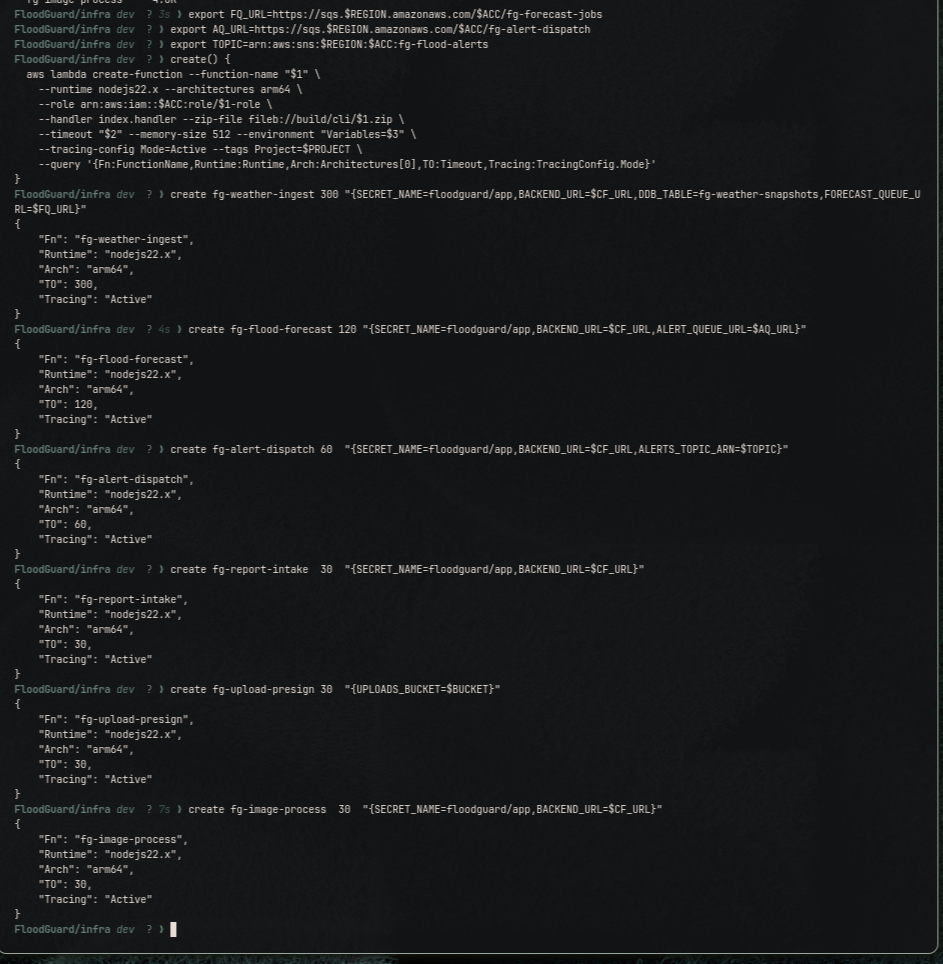 FloodGuard/infra dev ? 3s ❯ export FQ_URL=https://sqs.$REGION.amazonaws.com/$ACC/fg-forecast-jobs
FloodGuard/infra dev ? ❯ export AQ_URL=https://sqs.$REGION.amazonaws.com/$ACC/fg-alert-dispatch
FloodGuard/infra dev ? ❯ export TOPIC=arn:aws:sns:$REGION:$ACC:fg-flood-alerts
FloodGuard/infra dev ? ❯ create() {
  aws lambda create-function --function-name "$1" \
    --runtime nodejs22.x --architectures arm64 \
    --role arn:aws:iam::$ACC:role/$1-role \
    --handler index.handler --zip-file fileb://build/cli/$1.zip \
    --timeout "$2" --memory-size 512 --environment "Variables=$3" \
    --tracing-config Mode=Active --tags Project=$PROJECT \
    --query '{Fn:FunctionName,Runtime:Runtime,Arch:Architectures[0],TO:Timeout,Tracing:TracingConfig.Mode}'
}
FloodGuard/infra dev ? ❯ create fg-weather-ingest 300 "{SECRET_NAME=floodguard/app,BACKEND_URL=$CF_URL,DDB_TABLE=fg-weather-snapshots,FORECAST_QUEUE_U
RL=$FQ_URL}"
{
    "Fn": "fg-weather-ingest",
    "Runtime": "nodejs22.x",
    "Arch": "arm64",
    "TO": 300,
    "Tracing": "Active"
}
FloodGuard/infra dev ? 4s ❯ create fg-flood-forecast 120 "{SECRET_NAME=floodguard/app,BACKEND_URL=$CF_URL,ALERT_QUEUE_URL=$AQ_URL}"
{
    "Fn": "fg-flood-forecast",
    "Runtime": "nodejs22.x",
    "Arch": "arm64",
    "TO": 120,
    "Tracing": "Active"
}
FloodGuard/infra dev ? ❯ create fg-alert-dispatch 60  "{SECRET_NAME=floodguard/app,BACKEND_URL=$CF_URL,ALERTS_TOPIC_ARN=$TOPIC}"
{
    "Fn": "fg-alert-dispatch",
    "Runtime": "nodejs22.x",
    "Arch": "arm64",
    "TO": 60,
    "Tracing": "Active"
}
FloodGuard/infra dev ? ❯ create fg-report-intake  30  "{SECRET_NAME=floodguard/app,BACKEND_URL=$CF_URL}"
{
    "Fn": "fg-report-intake",
    "Runtime": "nodejs22.x",
    "Arch": "arm64",
    "TO": 30,
    "Tracing": "Active"
}
FloodGuard/infra dev ? ❯ create fg-upload-presign 30  "{UPLOADS_BUCKET=$BUCKET}"
{
    "Fn": "fg-upload-presign",
    "Runtime": "nodejs22.x",
    "Arch": "arm64",
    "TO": 30,
    "Tracing": "Active"
}
FloodGuard/infra dev ? 7s ❯ create fg-image-process  30  "{SECRET_NAME=floodguard/app,BACKEND_URL=$CF_URL}"
{
    "Fn": "fg-image-process",
    "Runtime": "nodejs22.x",
    "Arch": "arm64",
    "TO": 30,
    "Tracing": "Active"
}
FloodGuard/infra dev ? ❯